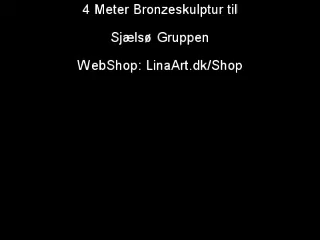 4 Meter Bronzeskulptur til
Sjælsø Gruppen
WebShop: LinaArt.dk/Shop